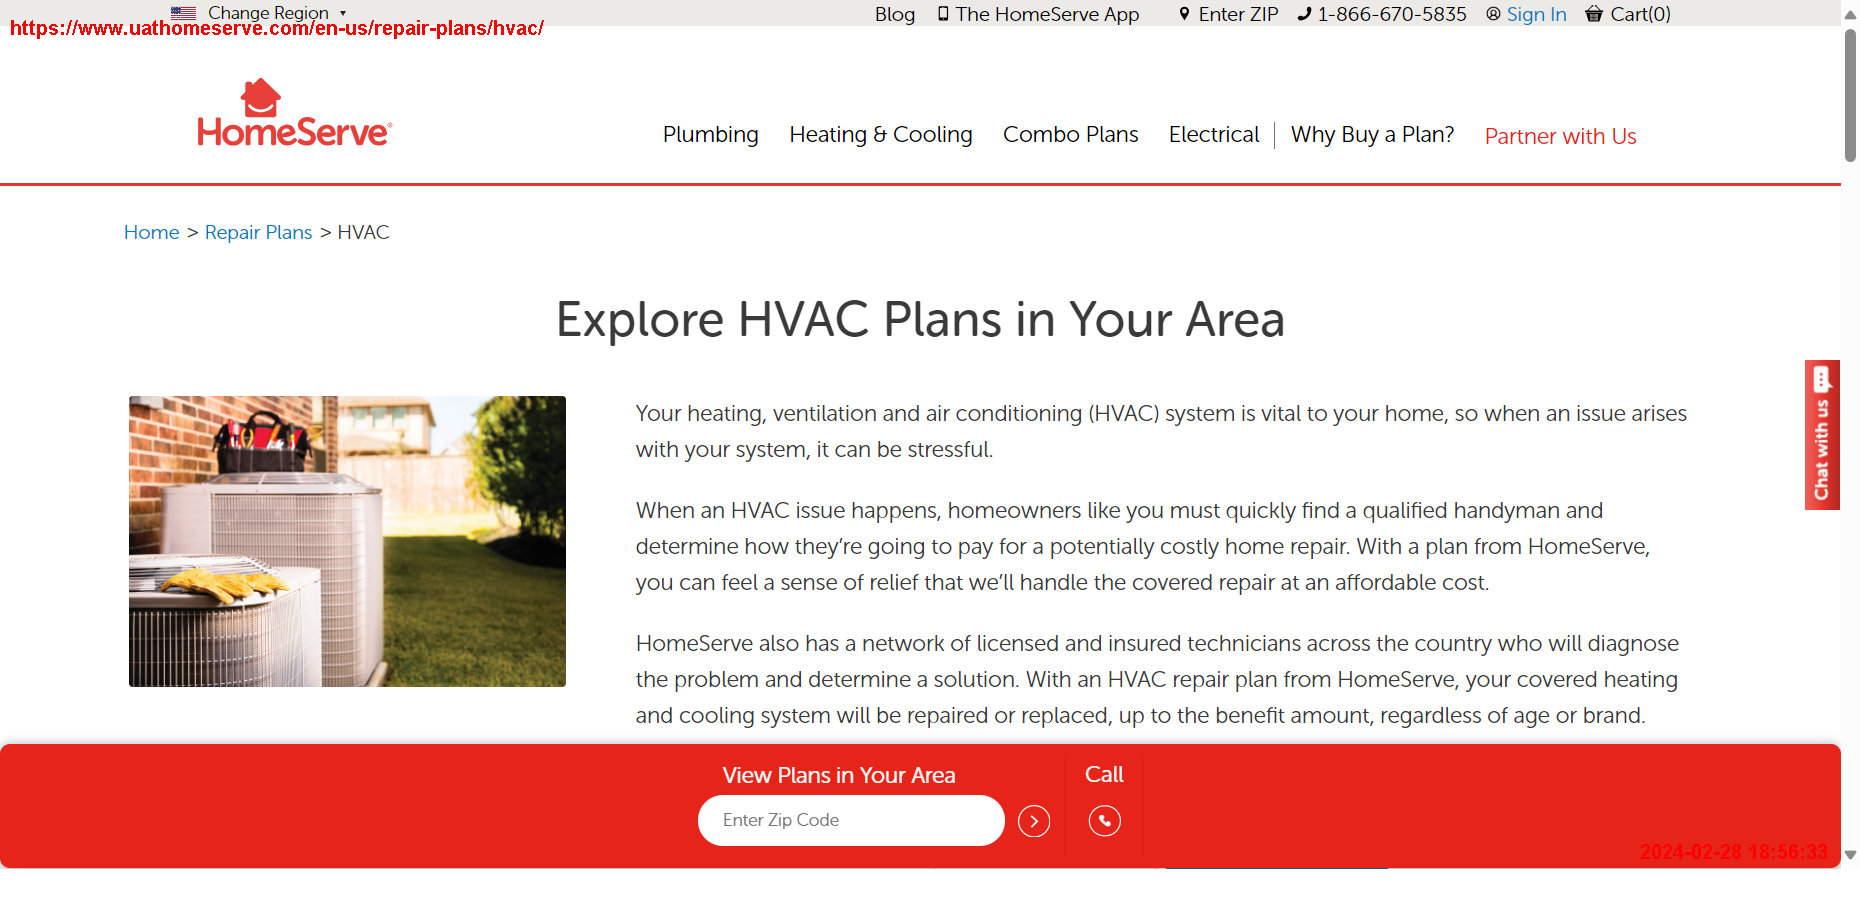 Change Region
Blog The HomeServe App Enter ZIP 1-866-670-5835 Sign In Cart(0)
https://www.uathomeserve.com/en-us/repair-plans/hvac/
HomeServe®
Plumbing Heating & Cooling Combo Plans Electrical Why Buy a Plan? Partner with Us
Home > Repair Plans > HVAC
Explore HVAC Plans in Your Area
Your heating, ventilation and air conditioning (HVAC) system is vital to your home, so when an issue arises
with your system, it can be stressful.
When an HVAC issue happens, homeowners like you must quickly find a qualified handyman and
determine how they’re going to pay for a potentially costly home repair. With a plan from HomeServe,
you can feel a sense of relief that we’ll handle the covered repair at an affordable cost.
HomeServe also has a network of licensed and insured technicians across the country who will diagnose
the problem and determine a solution. With an HVAC repair plan from HomeServe, your covered heating
and cooling system will be repaired or replaced, up to the benefit amount, regardless of age or brand.
Chat with us
View Plans in Your Area
Call
Enter Zip Code
2024-02-28 18:56:33